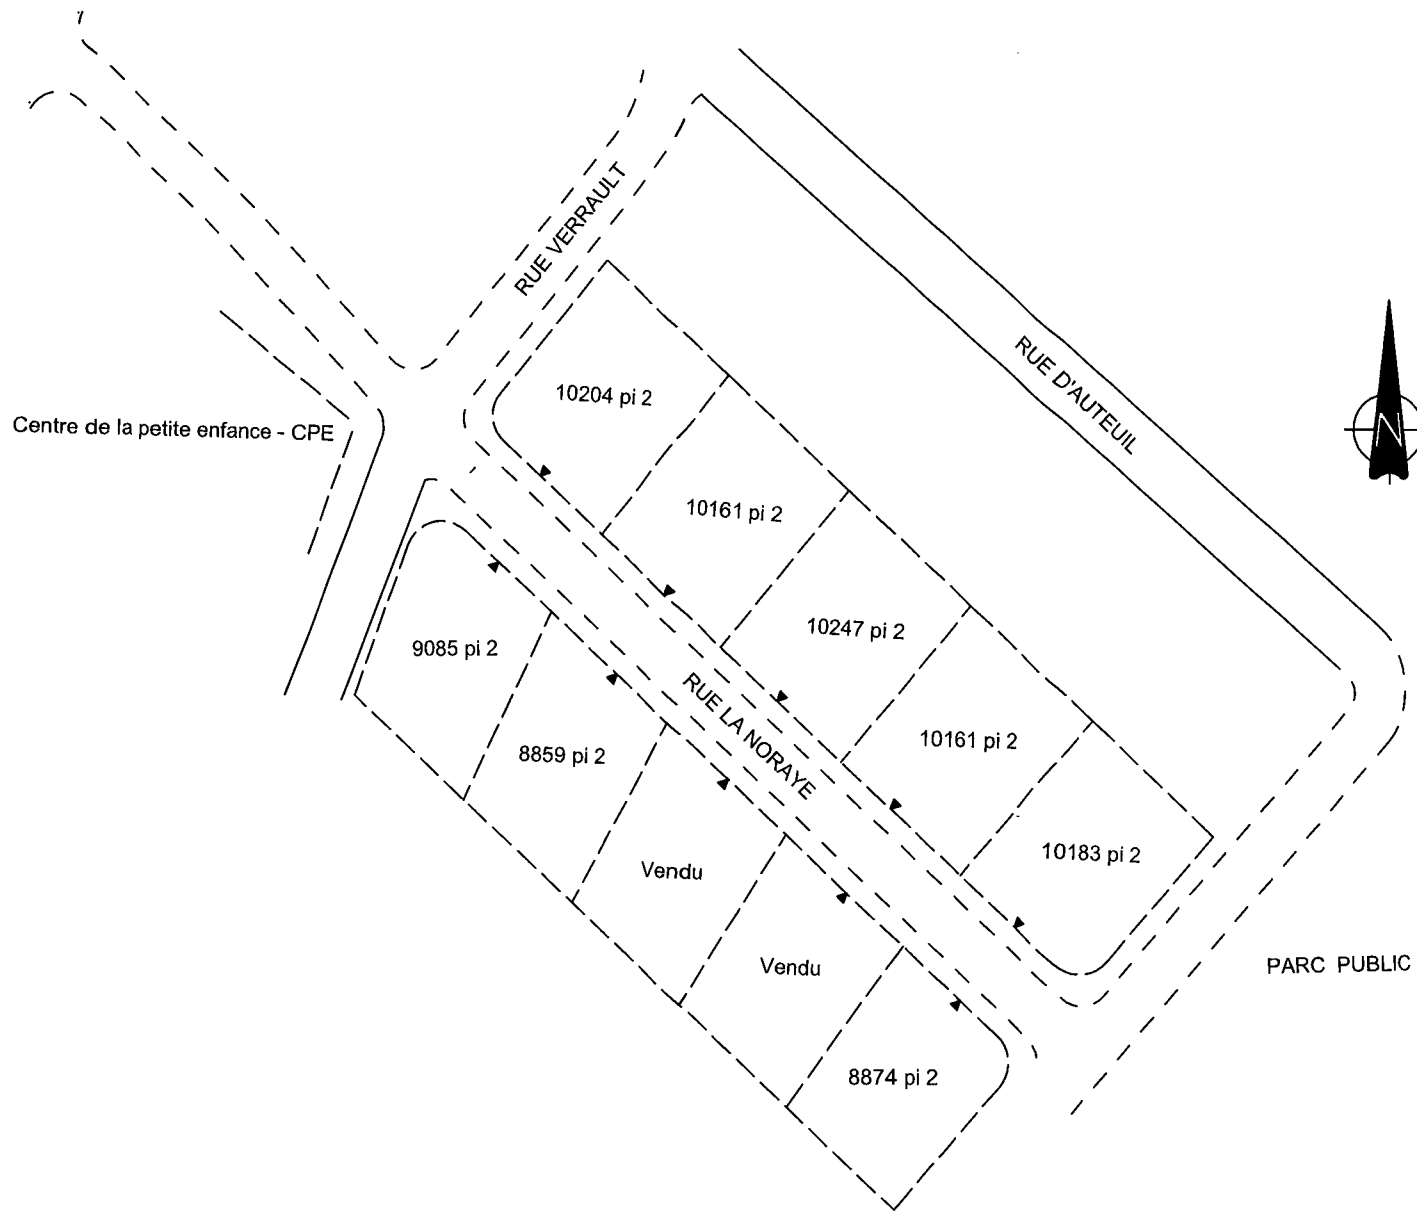 RUE VERRAULT
RUE D'AUTEUIL
10204 pi 2
Centre de la petite enfance - CPE
N
10161 pi 2
10247 pi 2
9085 pi 2
RUE LA NORAYE
10161 pi 2
8859 pi 2
10183 pi 2
Vendu
Vendu
PARC PUBLIC
8874 pi 2